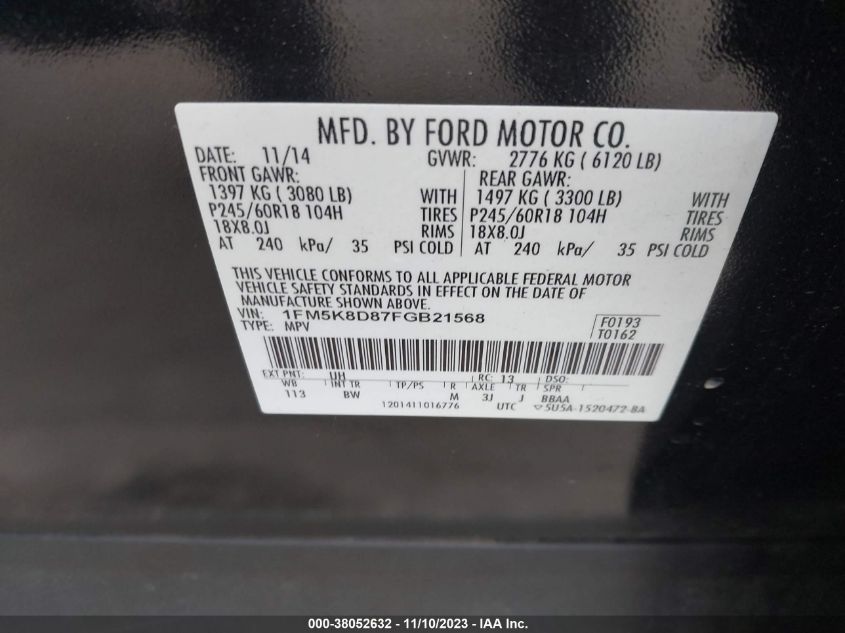 MFD. BY FORD MOTOR CO.
DATE: 11/14 GVWR: 2776 KG ( 6120 LB)
FRONT GAWR: REAR GAWR:
1397 KG ( 3080 LB) WITH 1497 KG ( 3300 LB) WITH
P245/60R18 104H TIRES P245/60R18 104H TIRES
18X8.0J RIMS 18X8.0J RIMS
AT 240 kPa/ 35 PSI COLD AT 240 kPa/ 35 PSI COLD
THIS VEHICLE CONFORMS TO ALL APPLICABLE FEDERAL MOTOR
VEHICLE SAFETY STANDARDS IN EFFECT ON THE DATE OF
MANUFACTURE SHOWN ABOVE.
VIN: 1FM5K8D87FGB21568 F0193
TYPE: MPV T0162
EXT PNT: UH RC: 13 DSO:
WB INT TR TP/PS R AXLE TR SPR
113 BW M 3J J BBAA
1201411016776 UTC 5U5A-1520472-BA
000-38052632 - 11/10/2023 - IAA Inc.